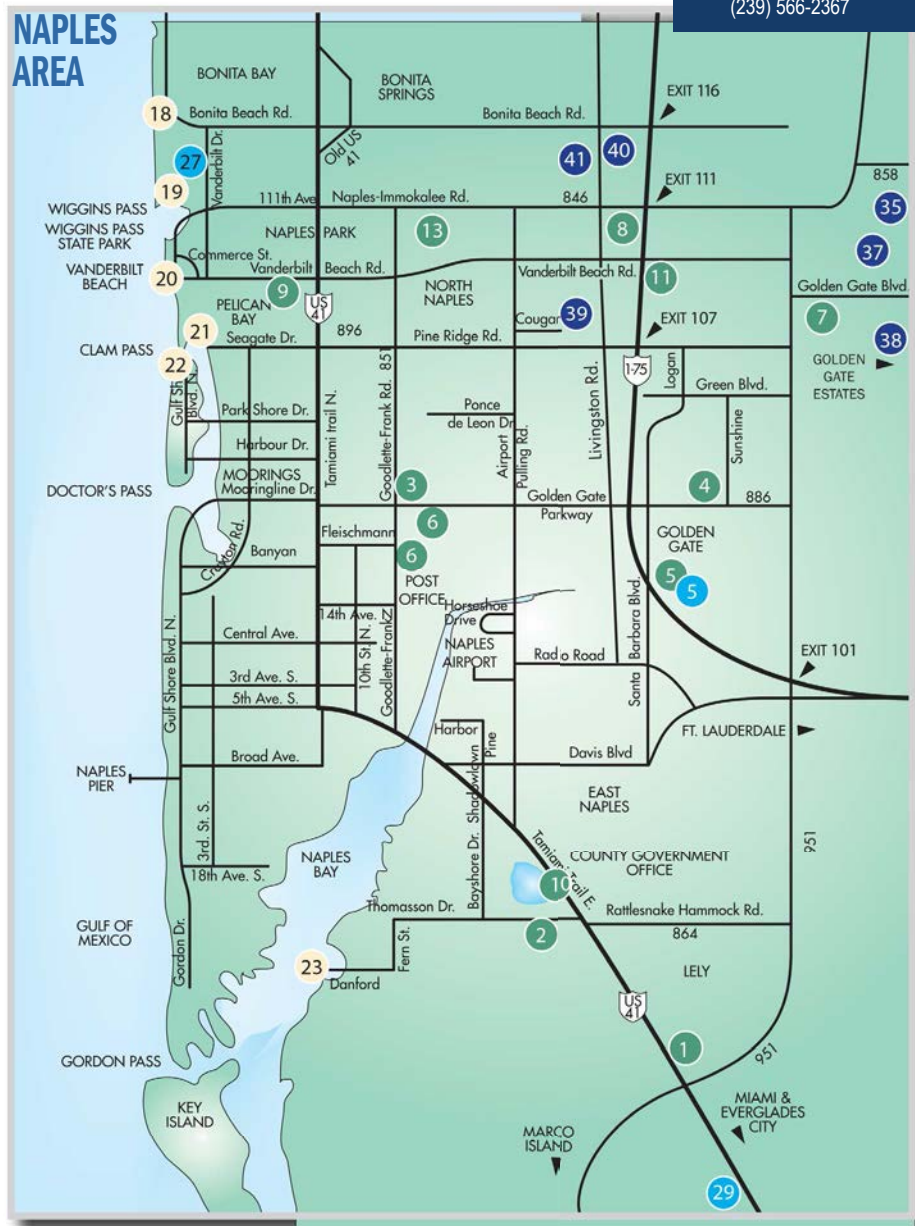 (239) 566-2367
NAPLES
AREA
BONITA BAY
BONITA
SPRINGS
EXIT 116
18
Bonita Beach Rd.
Bonita Beach Rd.
Old US
41
27
Vanderbilt Dr.
41
40
858
EXIT 111
19
111th Ave
Naples-Immokalee Rd.
846
35
WIGGINS PASS
WIGGINS PASS
STATE PARK
NAPLES PARK
13
8
37
Commerce St.
VANDERBILT
BEACH
20
Vanderbilt Beach Rd.
Vanderbilt Beach Rd.
11
9
NORTH
NAPLES
Golden Gate Blvd.
PELICAN
BAY
US
41
Cougar
39
EXIT 107
7
21
896
Seagate Dr.
Pine Ridge Rd.
38
CLAM PASS
22
851
1-75
Logan
GOLDEN
GATE
ESTATES
Gulf Sh
Blvd. N.
Green Blvd.
Park Shore Dr.
Tamiami trail N.
Goodlette-Frank Rd.
Ponce
de Leon Dr
Airport
Pulling Rd.
Livingston Rd.
Sunshine
Harbour Dr.
MOORINGS
Mooringline Dr.
DOCTOR'S PASS
3
4
Golden Gate
Parkway
886
6
Fleischmann
GOLDEN
GATE
Crayton Rd.
Banyan
6
POST
OFFICE
5
5
14th Ave. N
Horseshoe
Drive
Barbara Blvd.
Santa
Central Ave.
10th St. N.
Goodlette-Frank
NAPLES
AIRPORT
Radio Road
EXIT 101
Gulf Shore Blvd. N.
3rd Ave. S.
5th Ave. S.
Harbor
Pine
FT. LAUDERDALE
Broad Ave.
Davis Blvd
NAPLES
PIER
Shadowlawn
EAST
NAPLES
3rd. St. S.
951
Tamiami Trail E.
COUNTY GOVERNMENT
OFFICE
NAPLES
BAY
18th Ave. S.
Bayshore Dr.
10
Thomasson Dr.
Rattlesnake Hammock Rd.
GULF OF
MEXICO
2
864
Gordon Dr.
Fern St.
23
Danford
LELY
US
41
1
GORDON PASS
951
KEY
ISLAND
MIAMI &
EVERGLADES
CITY
MARCO
ISLAND
29